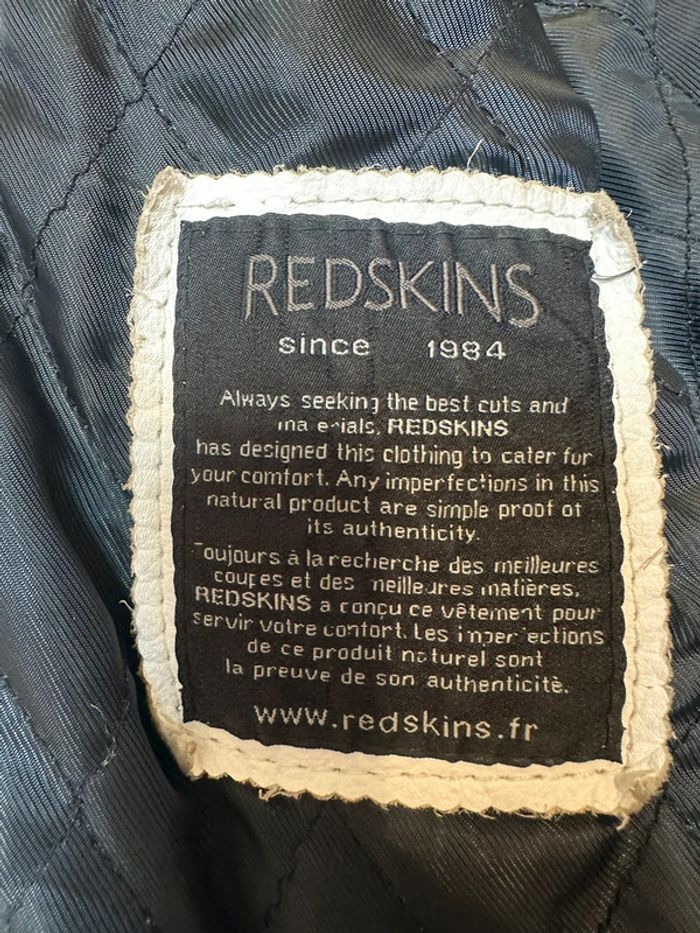 REDSKINS
since 1984
Always seeking the best cuts and
materials, REDSKINS
has designed this clothing to cater for
your comfort. Any imperfections in this
natural product are simple proof of
its authenticity.
Toujours à la recherche des meilleures
coupes et des meilleures matières,
REDSKINS a conçu ce vêtement pour
servir votre confort. Les imperfections
de ce produit naturel sont
la preuve de son authenticité.
www.redskins.fr